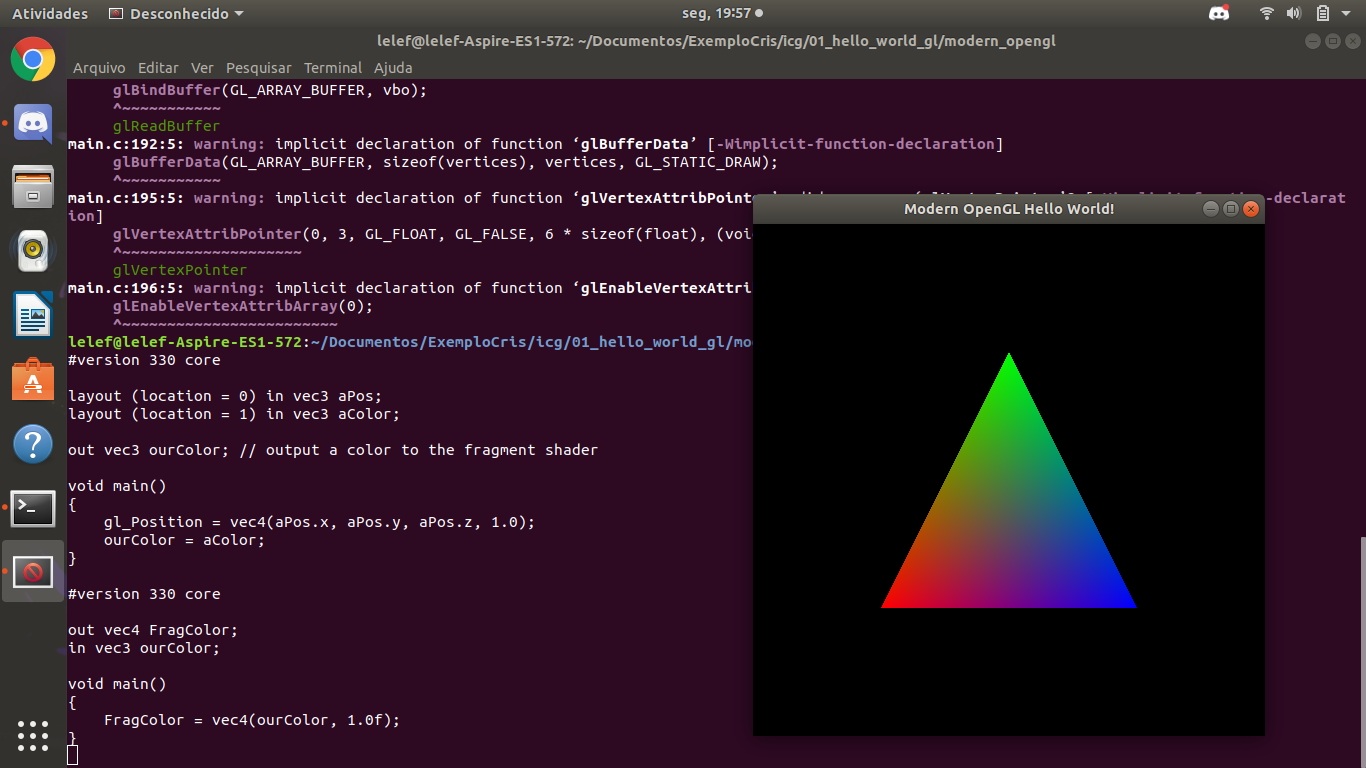 Atividades
Desconhecido
seg, 19:57
lelef@lelef-Aspire-ES1-572: ~/Documentos/ExemploCris/icg/01_hello_world_gl/modern_opengl
Arquivo Editar Ver Pesquisar Terminal Ajuda
glBindBuffer(GL_ARRAY_BUFFER, vbo);
^~~~~~~~~~~~
glReadBuffer
main.c:192:5: warning: implicit declaration of function ‘glBufferData’ [-Wimplicit-function-declaration]
glBufferData(GL_ARRAY_BUFFER, sizeof(vertices), vertices, GL_STATIC_DRAW);
^~~~~~~~~~~~
main.c:195:5: warning: implicit declaration of function ‘glVertexAttribPoint
-declarat
ion]
glVertexAttribPointer(0, 3, GL_FLOAT, GL_FALSE, 6 * sizeof(float), (voi
^~~~~~~~~~~~~~~~~~~~~
glVertexPointer
main.c:196:5: warning: implicit declaration of function ‘glEnableVertexAttri
glEnableVertexAttribArray(0);
^~~~~~~~~~~~~~~~~~~~~~~~~
lelef@lelef-Aspire-ES1-572:~/Documentos/ExemploCris/icg/01_hello_world_gl/mo
#version 330 core
layout (location = 0) in vec3 aPos;
layout (location = 1) in vec3 aColor;
out vec3 ourColor; // output a color to the fragment shader
void main()
{
gl_Position = vec4(aPos.x, aPos.y, aPos.z, 1.0);
ourColor = aColor;
}
#version 330 core
out vec4 FragColor;
in vec3 ourColor;
void main()
{
FragColor = vec4(ourColor, 1.0f);
}
Modern OpenGL Hello World!